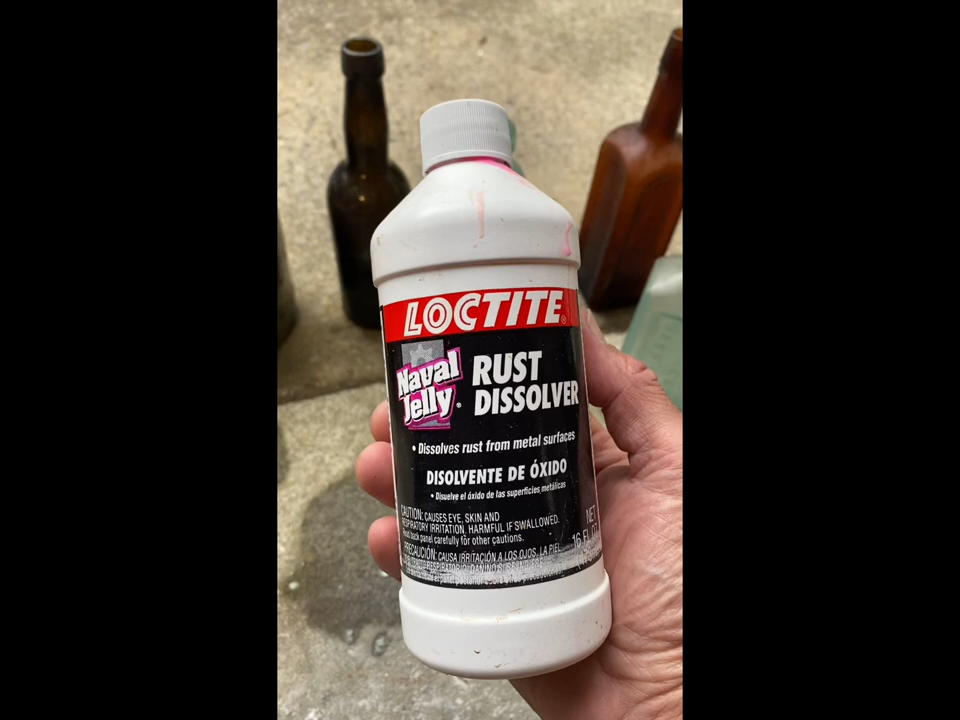 LOCTITE®
Naval
Jelly®
RUST
DISSOLVER
• Dissolves rust from metal surfaces
DISOLVENTE DE ÓXIDO
• Disuelve el óxido de las superficies metálicas
CAUTION: CAUSES EYE, SKIN AND
RESPIRATORY IRRITATION, HARMFUL IF SWALLOWED.
Read back panel carefully for other cautions.
PRECAUCIÓN: CAUSA IRRITACIÓN A LOS OJOS, LA PIEL
NET
16 FL